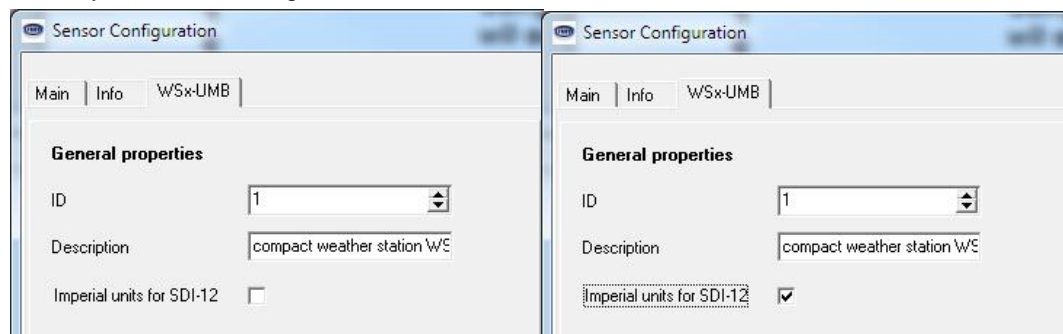 Sensor Configuration
Main Info WSx-UMB
General properties
ID 1
Description compact weather station WS
Imperial units for SDI-12
Sensor Configuration
Main Info WSx-UMB
General properties
ID 1
Description compact weather station WS
Imperial units for SDI-12